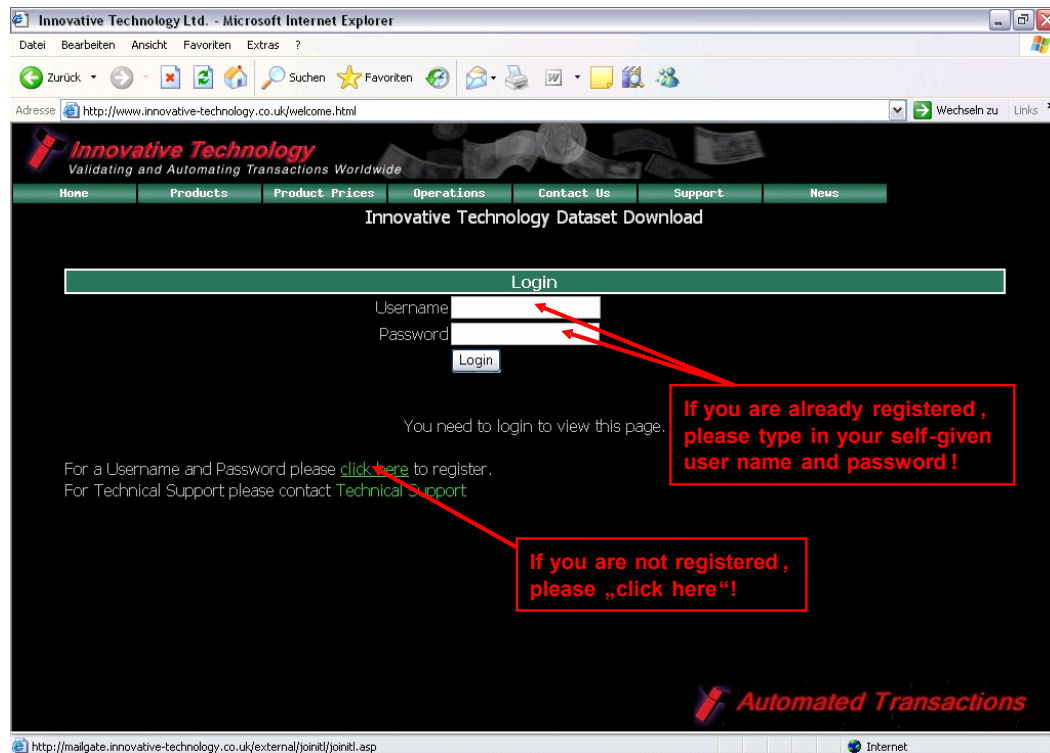 Innovative Technology Ltd. - Microsoft Internet Explorer
Datei Bearbeiten Ansicht Favoriten Extras ?
Zurück Suchen Favoriten
Adresse http://www.innovative-technology.co.uk/welcome.html Wechseln zu Links
Innovative Technology
Validating and Automating Transactions Worldwide
Home Products Product Prices Operations Contact Us Support News
Innovative Technology Dataset Download
Login
Username
Password
Login
If you are already registered ,
please type in your self-given
user name and password !
You need to login to view this page.
For a Username and Password please click here to register.
For Technical Support please contact Technical Support
If you are not registered ,
please „click here“!
Automated Transactions
http://mailgate.innovative-technology.co.uk/external/joinitl/joinitl.asp Internet